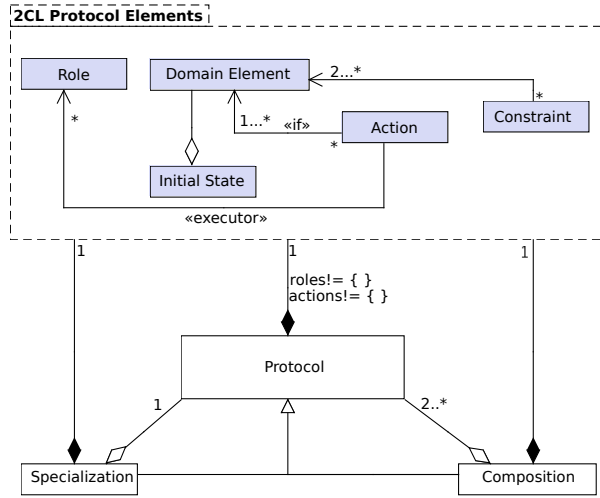 2CL Protocol Elements
Role
Domain Element
2...*
*
Constraint
*
1...*
«if»
Action
*
Initial State
«executor»
1
1
1
roles!= { }
actions!= { }
Protocol
1
2..*
Specialization
Composition